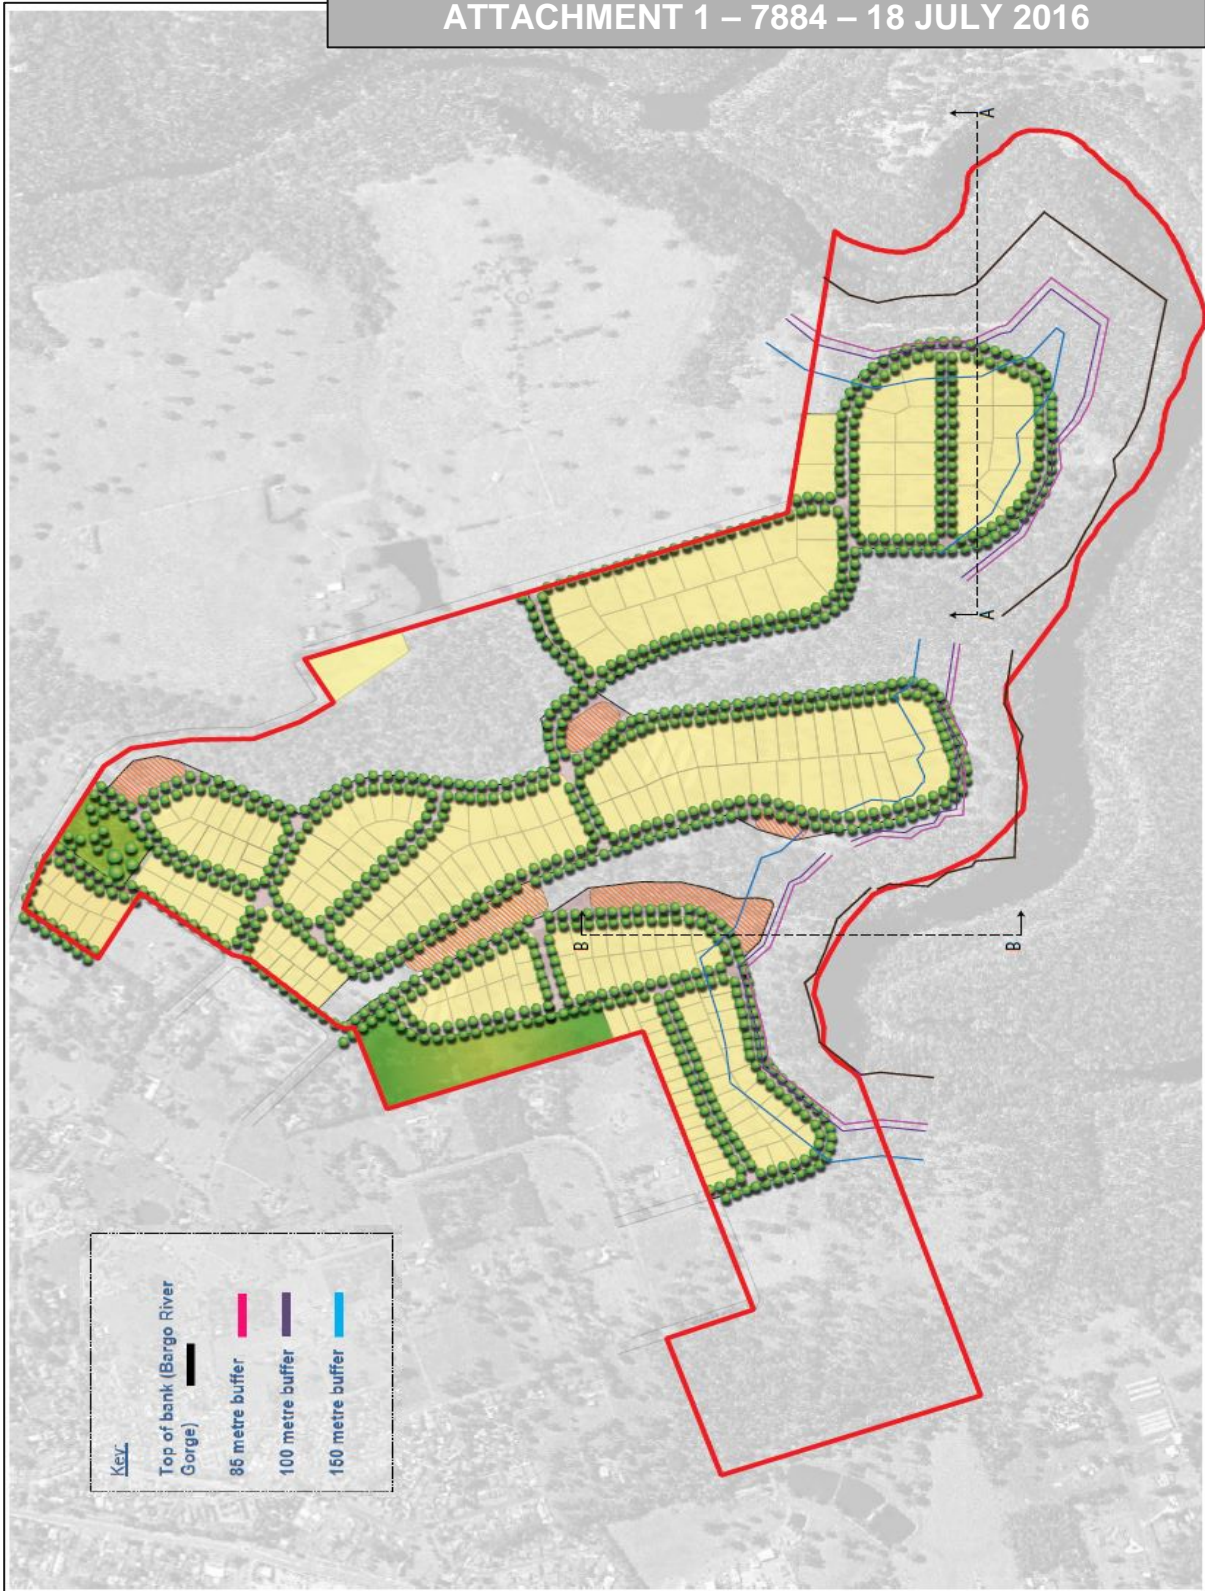 ATTACHMENT 1 – 7884 – 18 JULY 2016
A
A
B
B
Key:
Top of bank (Bargo River
Gorge)
85 metre buffer
100 metre buffer
150 metre buffer